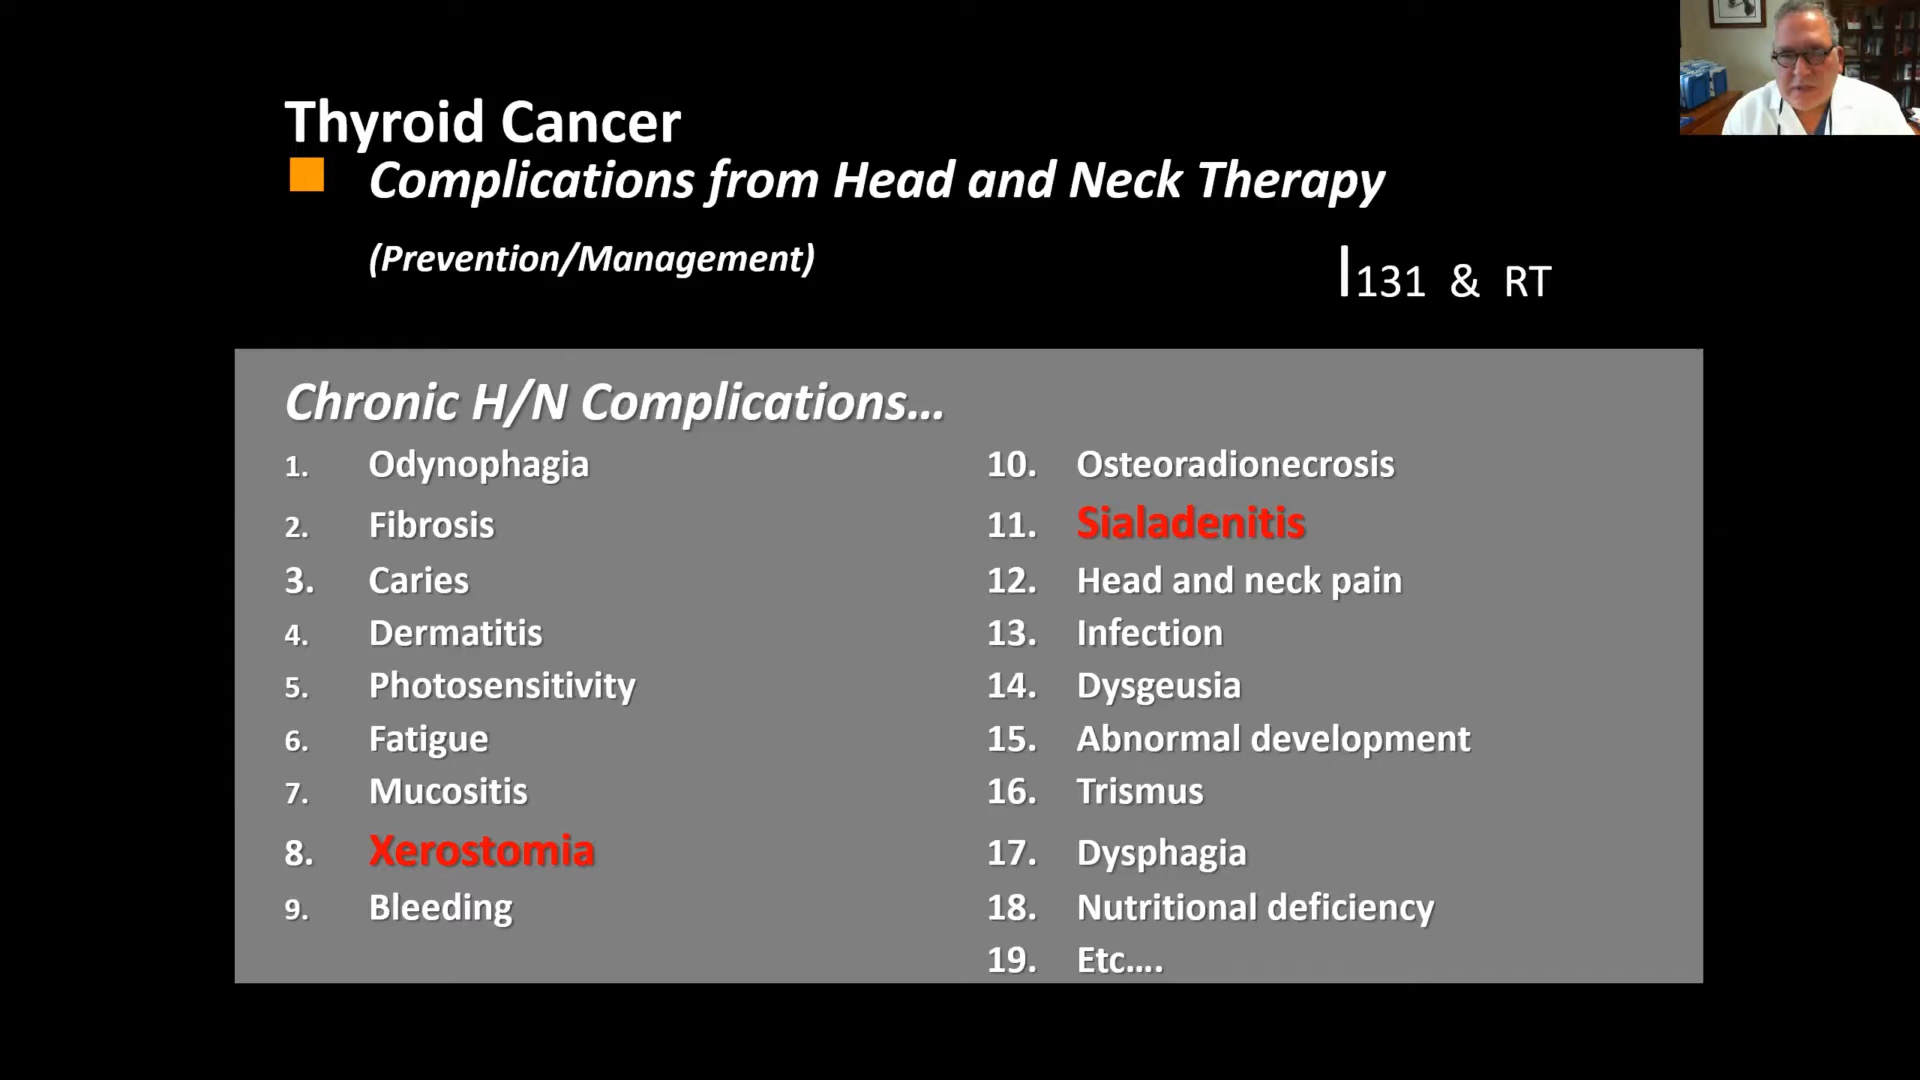 Thyroid Cancer
Complications from Head and Neck Therapy
(Prevention/Management)
I131 & RT
Chronic H/N Complications...
1. Odynophagia
2. Fibrosis
3. Caries
4. Dermatitis
5. Photosensitivity
6. Fatigue
7. Mucositis
8. Xerostomia
9. Bleeding
10. Osteoradionecrosis
11. Sialadenitis
12. Head and neck pain
13. Infection
14. Dysgeusia
15. Abnormal development
16. Trismus
17. Dysphagia
18. Nutritional deficiency
19. Etc....